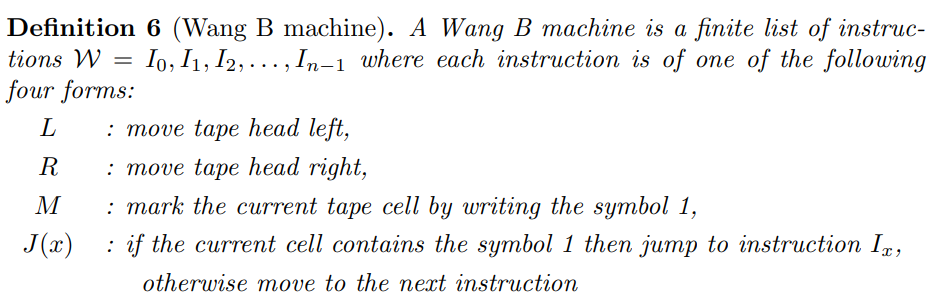 Definition 6 (Wang B machine). A Wang B machine is a finite list of instruc-
tions 𝒲 = I₀, I₁, I₂, . . . , Iₙ₋₁ where each instruction is of one of the following
four forms:
L : move tape head left,
R : move tape head right,
M : mark the current tape cell by writing the symbol 1,
J(x) : if the current cell contains the symbol 1 then jump to instruction Iₓ,
otherwise move to the next instruction